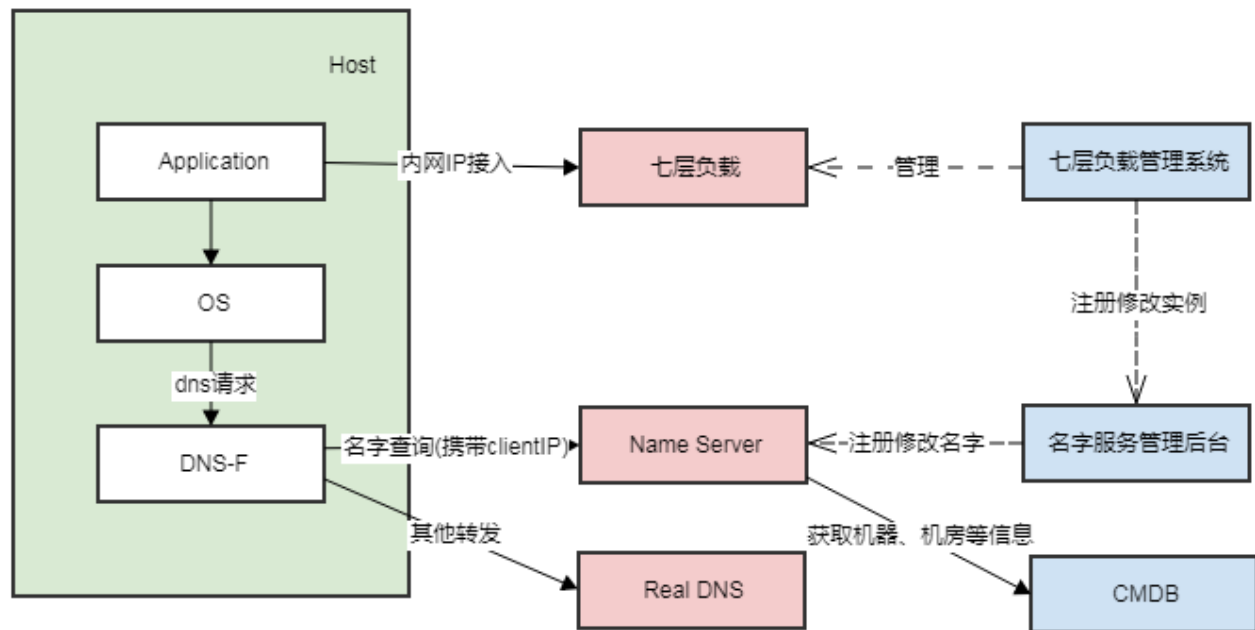 Host
Application
内网IP接入
七层负载
管理
七层负载管理系统
OS
注册修改实例
dns请求
DNS-F
名字查询(携带clientIP)
Name Server
注册修改名字
名字服务管理后台
其他转发
获取机器、机房等信息
Real DNS
CMDB